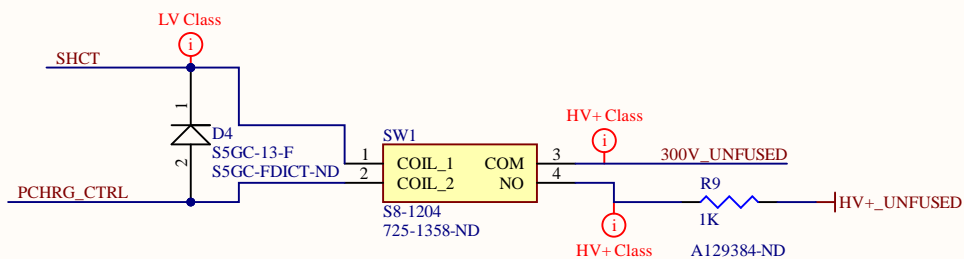 LV Class
i
SHCT
1
D4
2
S5GC-13-F
S5GC-FDICT-ND
PCHRG_CTRL
SW1
1 COIL_1 COM 3
2 COIL_2 NO 4
S8-1204
725-1358-ND
HV+ Class
i
300V_UNFUSED
R9
1K
HV+_UNFUSED
i
HV+ Class
A129384-ND